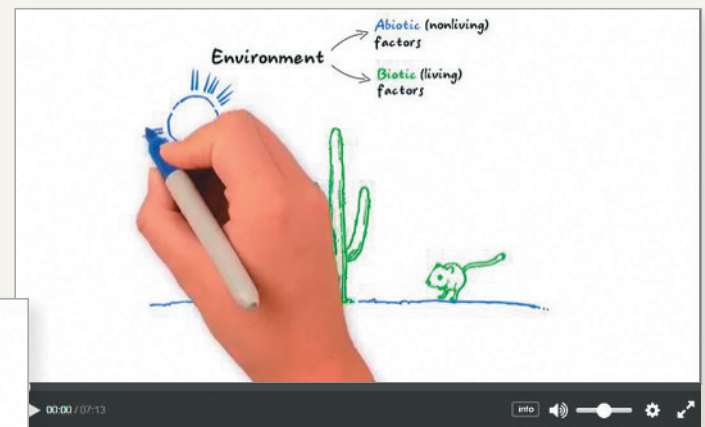 Abiotic (nonliving)
factors
Environment
Biotic (living)
factors
00:00 / 07:13
info